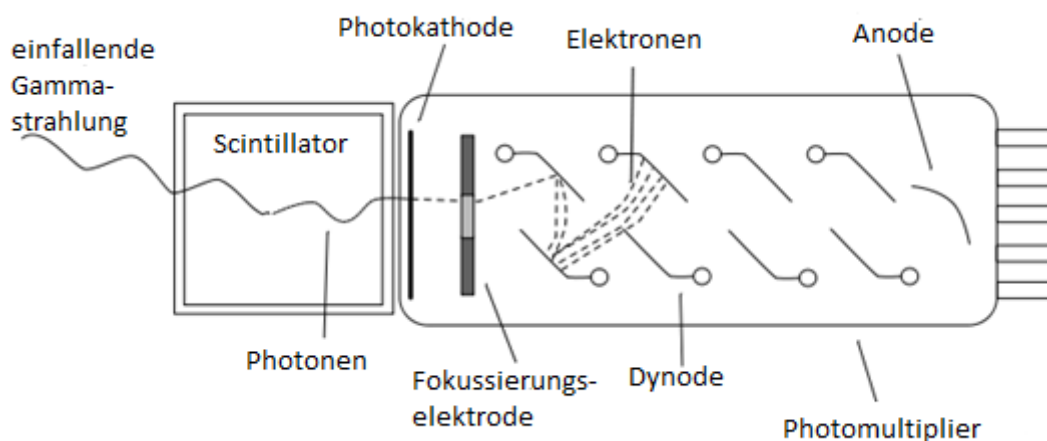 einfallende
Gamma-
strahlung
Photokathode
Elektronen
Anode
Scintillator
Photonen
Fokussierungs-
elektrode
Dynode
Photomultiplier